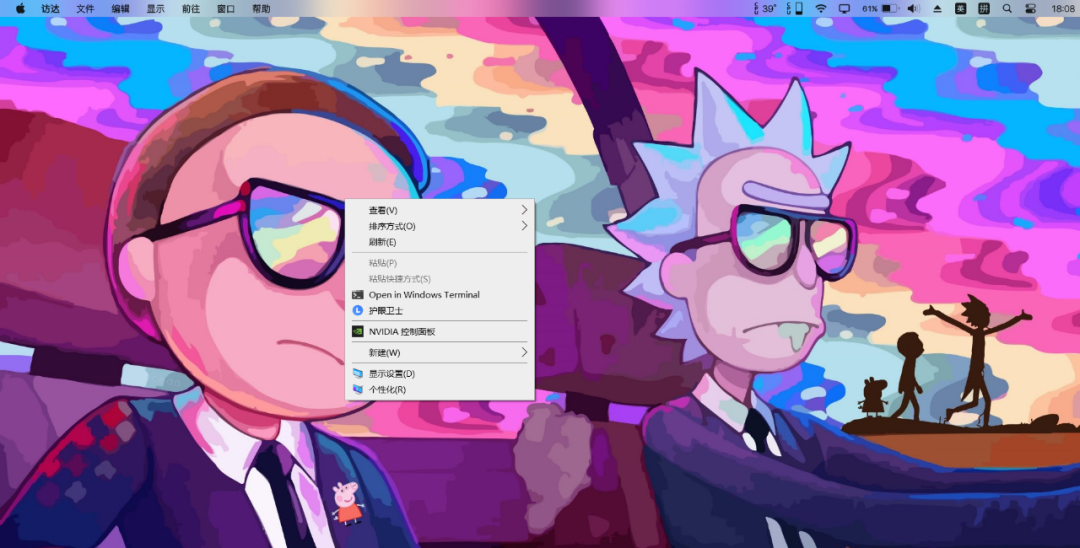 访达 文件 编辑 显示 前往 窗口 帮助 39° 61% 英 拼 18:08
查看(V)
排序方式(O)
刷新(E)
粘贴(P)
粘贴快捷方式(S)
Open in Windows Terminal
护眼卫士
NVIDIA 控制面板
新建(W)
显示设置(D)
个性化(R)